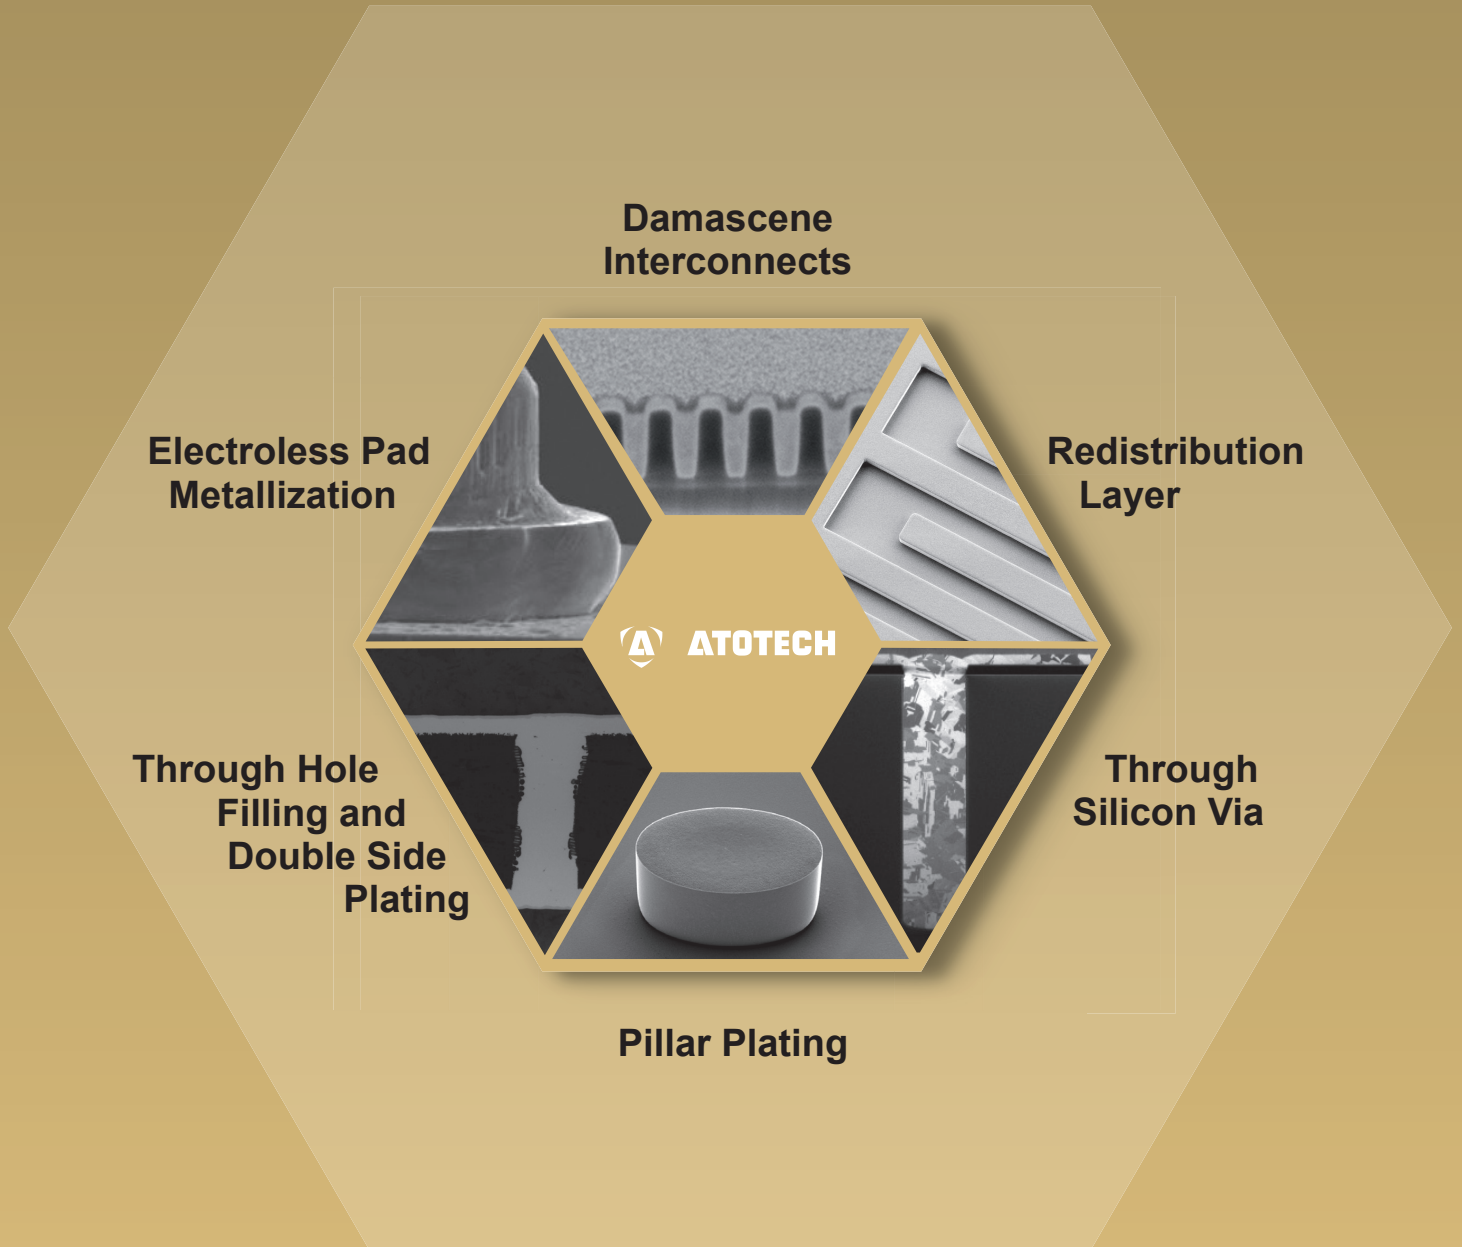 Damascene
Interconnects
Electroless Pad
Metallization
Redistribution
Layer
ATOTECH
Through Hole
Filling and
Double Side
Plating
Through
Silicon Via
Pillar Plating